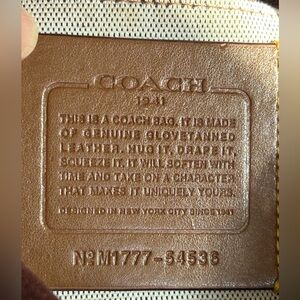 COACH
1941
THIS IS A COACH BAG. IT IS MADE
OF GENUINE GLOVETANNED
LEATHER. HUG IT, DRAPE IT,
SQUEEZE IT, IT WILL SOFTEN WITH
TIME AND TAKE ON A CHARACTER
THAT MAKES IT UNIQUELY YOURS.
DESIGNED IN NEW YORK CITY SINCE 1941
Nº M1777-54536